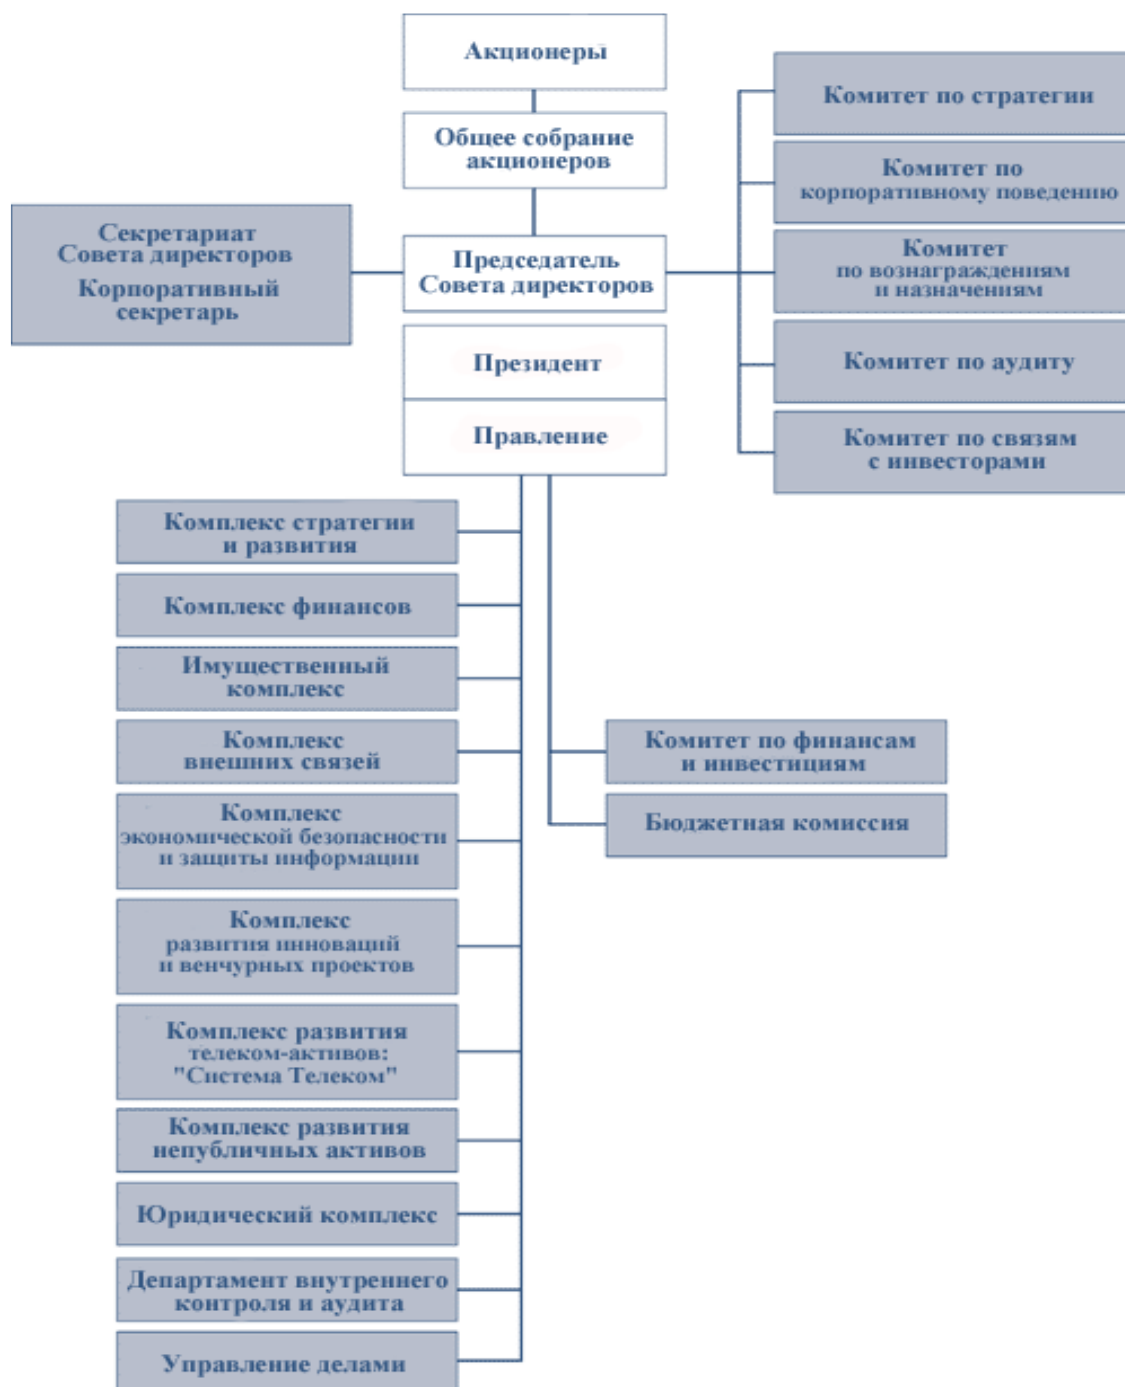 Акционеры
Общее собрание
акционеров
Секретариат
Совета директоров
Корпоративный
секретарь
Председатель
Совета директоров
Президент
Правление
Комитет по стратегии
Комитет по
корпоративному поведению
Комитет
по вознаграждениям
и назначениям
Комитет по аудиту
Комитет по связям
с инвесторами
Комплекс стратегии
и развития
Комплекс финансов
Имущественный
комплекс
Комплекс
внешних связей
Комплекс
экономической безопасности
и защиты информации
Комплекс
развития инноваций
и венчурных проектов
Комплекс развития
телеком-активов:
"Система Телеком"
Комплекс развития
непубличных активов
Юридический комплекс
Департамент внутреннего
контроля и аудита
Управление делами
Комитет по финансам
и инвестициям
Бюджетная комиссия